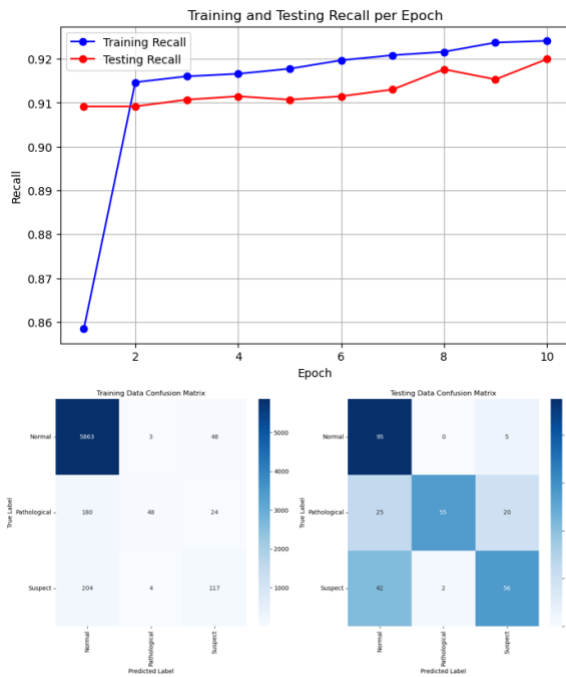 Training and Testing Recall per Epoch
Training Recall
Testing Recall
0.92
0.91
0.90
0.89
0.88
0.87
0.86
Recall
2
4
6
8
10
Epoch
Training Data Confusion Matrix
Normal
5863
3
48
Pathological
180
48
24
Suspect
204
4
117
True Label
Normal
Pathological
Suspect
Predicted Label
5000
4000
3000
2000
1000
Testing Data Confusion Matrix
Normal
95
0
5
Pathological
25
55
20
Suspect
42
2
56
True Label
Normal
Pathological
Suspect
Predicted Label